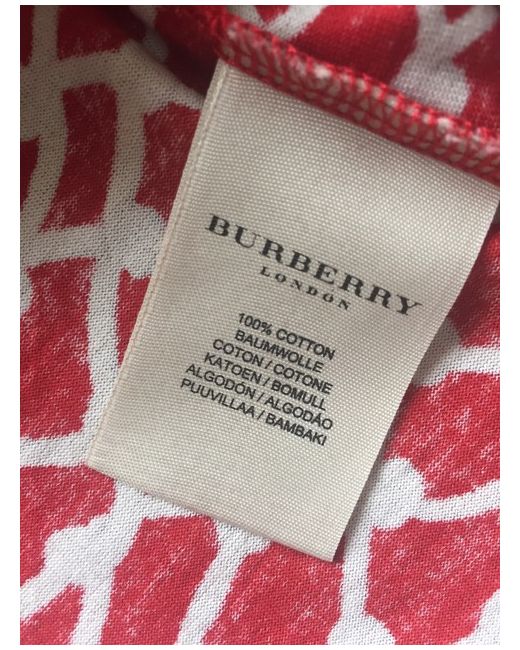 BURBERRY
LONDON
100% COTTON
BAUMWOLLE
COTON / COTONE
KATOEN / BOMULL
ALGODÓN / ALGODÃO
PUUVILLAA / BAMBAKI